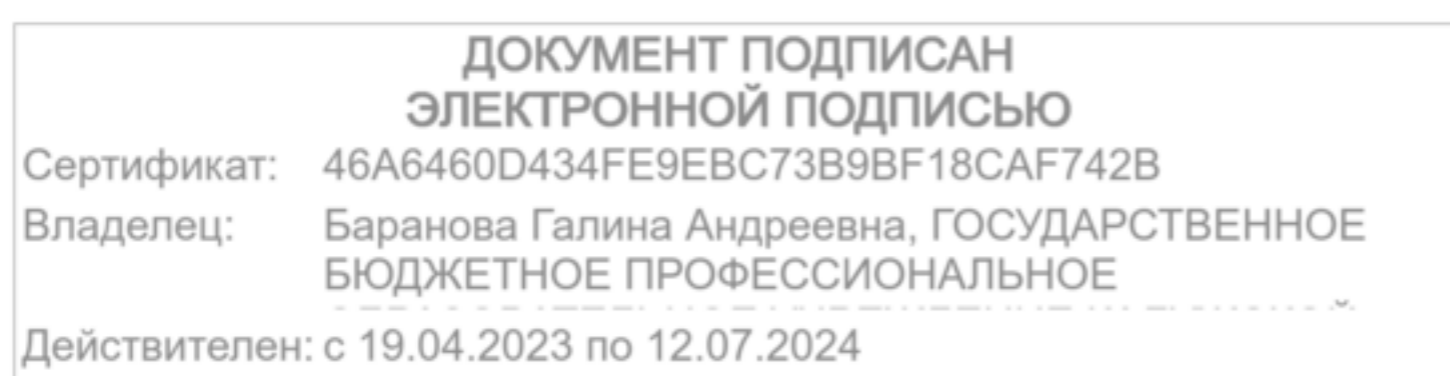 ДОКУМЕНТ ПОДПИСАН
ЭЛЕКТРОННОЙ ПОДПИСЬЮ
Сертификат: 46A6460D434FE9EBC73B9BF18CAF742B
Владелец: Баранова Галина Андреевна, ГОСУДАРСТВЕННОЕ
БЮДЖЕТНОЕ ПРОФЕССИОНАЛЬНОЕ
Действителен: с 19.04.2023 по 12.07.2024